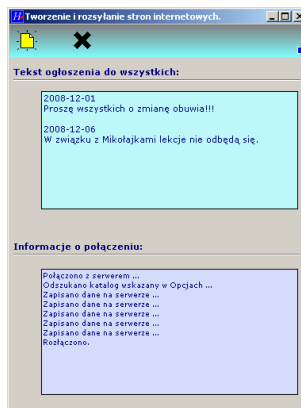 Tworzenie i rozsyłanie stron internetowych.
Tekst ogłoszenia do wszystkich:
2008-12-01
Proszę wszystkich o zmianę obuwia!!!
2008-12-06
W związku z Mikołajkami lekcje nie odbędą się.
Informacje o połączeniu:
Połączono z serwerem ...
Odszukano katalog wskazany w Opcjach ...
Zapisano dane na serwerze ...
Zapisano dane na serwerze ...
Zapisano dane na serwerze ...
Zapisano dane na serwerze ...
Zapisano dane na serwerze ...
Rozłączono.